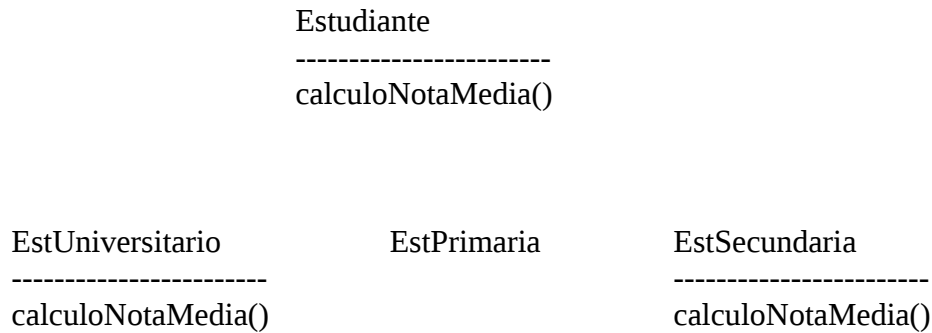 Estudiante
------------------------
calculoNotaMedia()
EstUniversitario EstPrimaria EstSecundaria
------------------------ ------------------------
calculoNotaMedia() calculoNotaMedia()